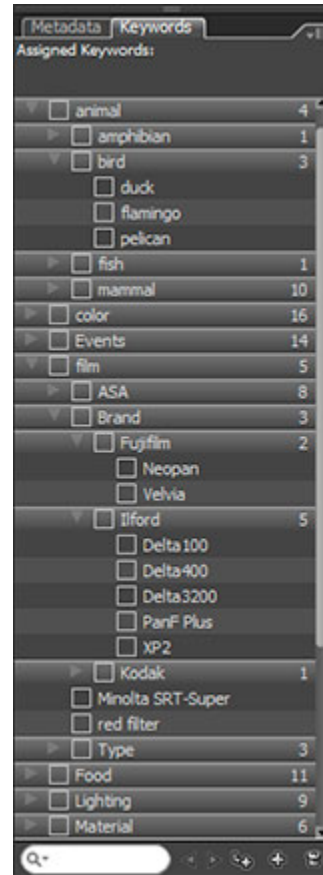 Metadata Keywords
Assigned Keywords:
animal 4
amphibian 1
bird 3
duck
flamingo
pelican
fish 1
mammal 10
color 16
Events 14
film 5
ASA 8
Brand 3
Fujifilm 2
Neopan
Velvia
Ilford 5
Delta100
Delta400
Delta3200
PanF Plus
XP2
Kodak 1
Minolta SRT-Super
red filter
Type 3
Food 11
Lighting 9
Material 6